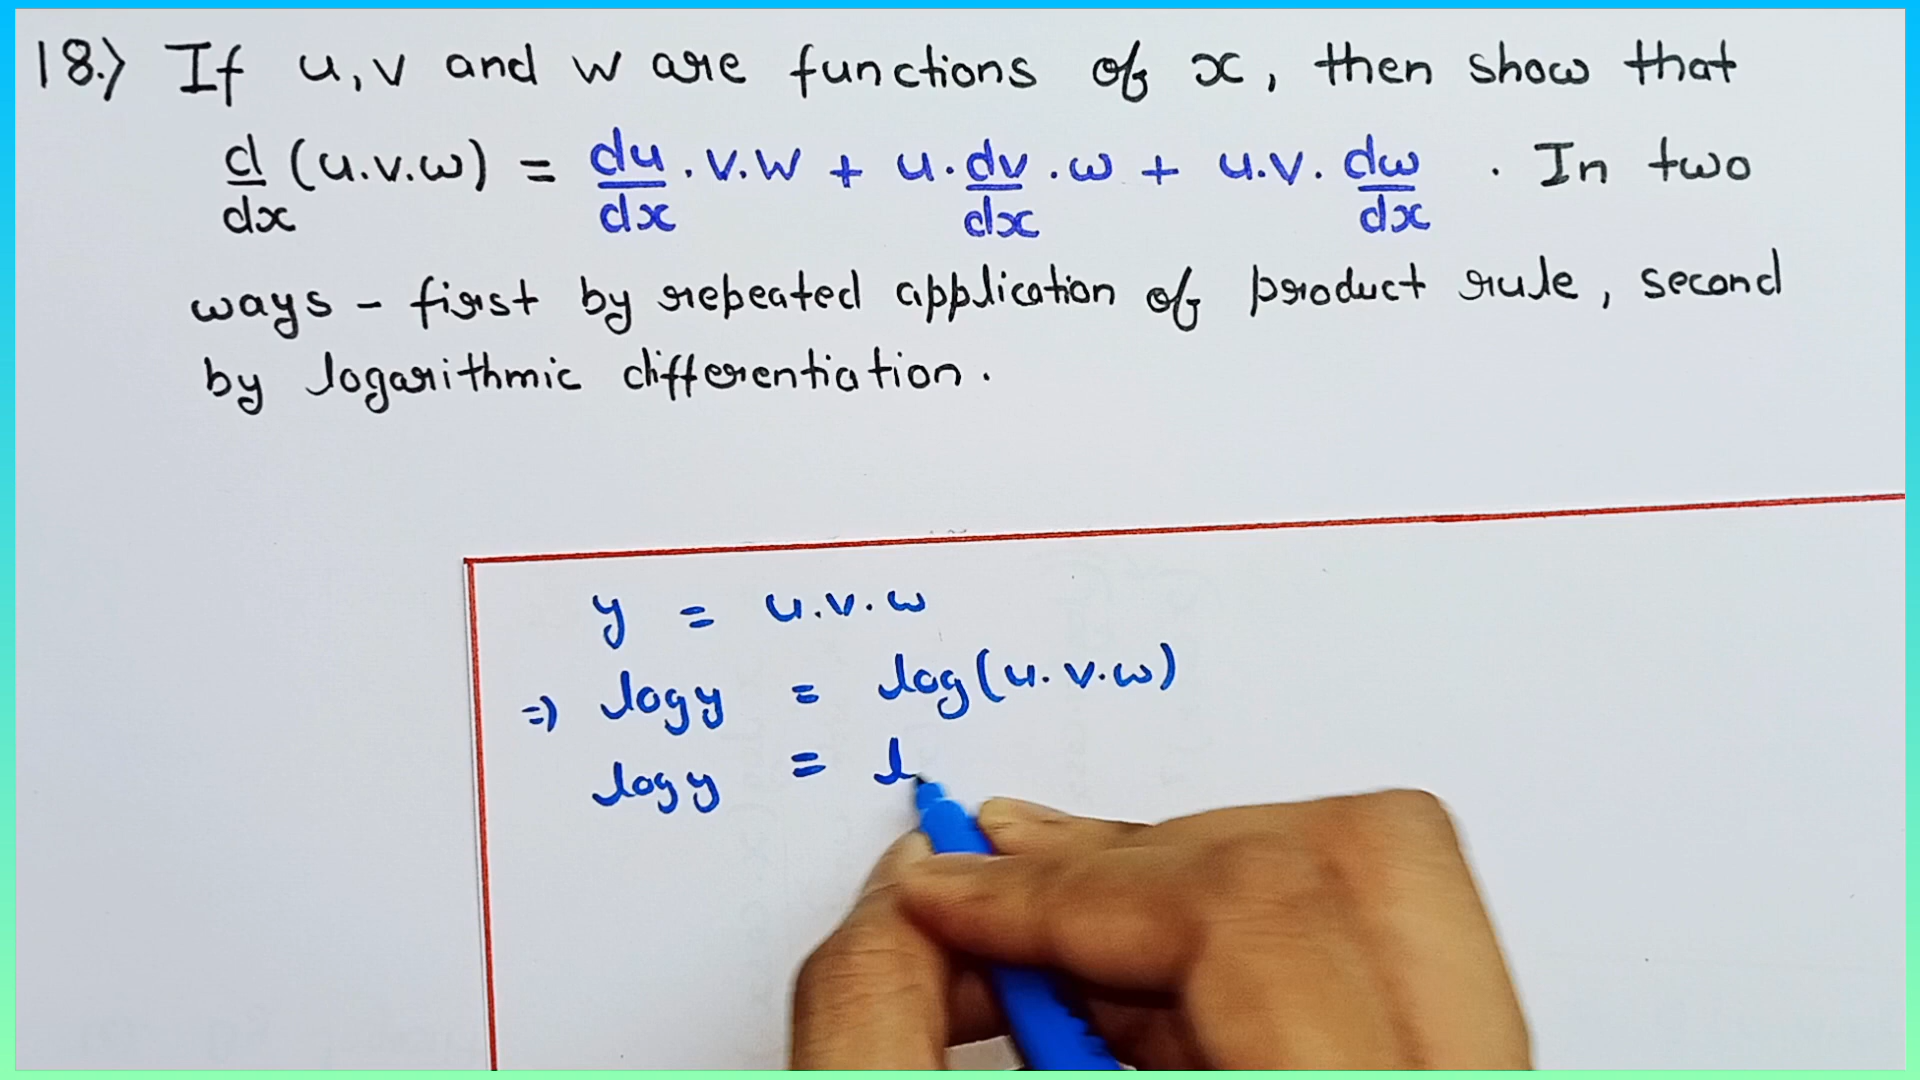 18.) If u, v and w are functions of x, then show that
d/dx (u.v.w) = du/dx . v.w + u. dv/dx .w + u.v. dw/dx . In two
ways - first by repeated application of product rule, second
by logarithmic differentiation.
y = u.v.w
=> log y = log(u.v.w)
log y = l